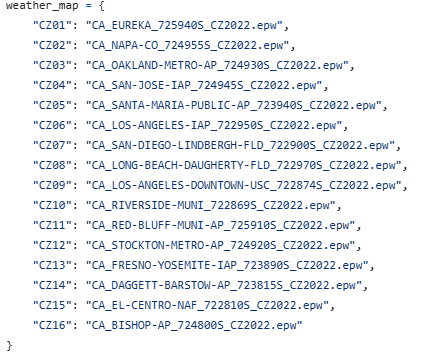 weather_map = {
    "CZ01": "CA_EUREKA_725940S_CZ2022.epw",
    "CZ02": "CA_NAPA-CO_724955S_CZ2022.epw",
    "CZ03": "CA_OAKLAND-METRO-AP_724930S_CZ2022.epw",
    "CZ04": "CA_SAN-JOSE-IAP_724945S_CZ2022.epw",
    "CZ05": "CA_SANTA-MARIA-PUBLIC-AP_723940S_CZ2022.epw",
    "CZ06": "CA_LOS-ANGELES-IAP_722950S_CZ2022.epw",
    "CZ07": "CA_SAN-DIEGO-LINDBERGH-FLD_722900S_CZ2022.epw",
    "CZ08": "CA_LONG-BEACH-DAUGHERTY-FLD_722970S_CZ2022.epw",
    "CZ09": "CA_LOS-ANGELES-DOWNTOWN-USC_722874S_CZ2022.epw",
    "CZ10": "CA_RIVERSIDE-MUNI_722869S_CZ2022.epw",
    "CZ11": "CA_RED-BLUFF-MUNI-AP_725910S_CZ2022.epw",
    "CZ12": "CA_STOCKTON-METRO-AP_724920S_CZ2022.epw",
    "CZ13": "CA_FRESNO-YOSEMITE-IAP_723890S_CZ2022.epw",
    "CZ14": "CA_DAGGETT-BARSTOW-AP_723815S_CZ2022.epw",
    "CZ15": "CA_EL-CENTRO-NAF_722810S_CZ2022.epw",
    "CZ16": "CA_BISHOP-AP_724800S_CZ2022.epw"
}